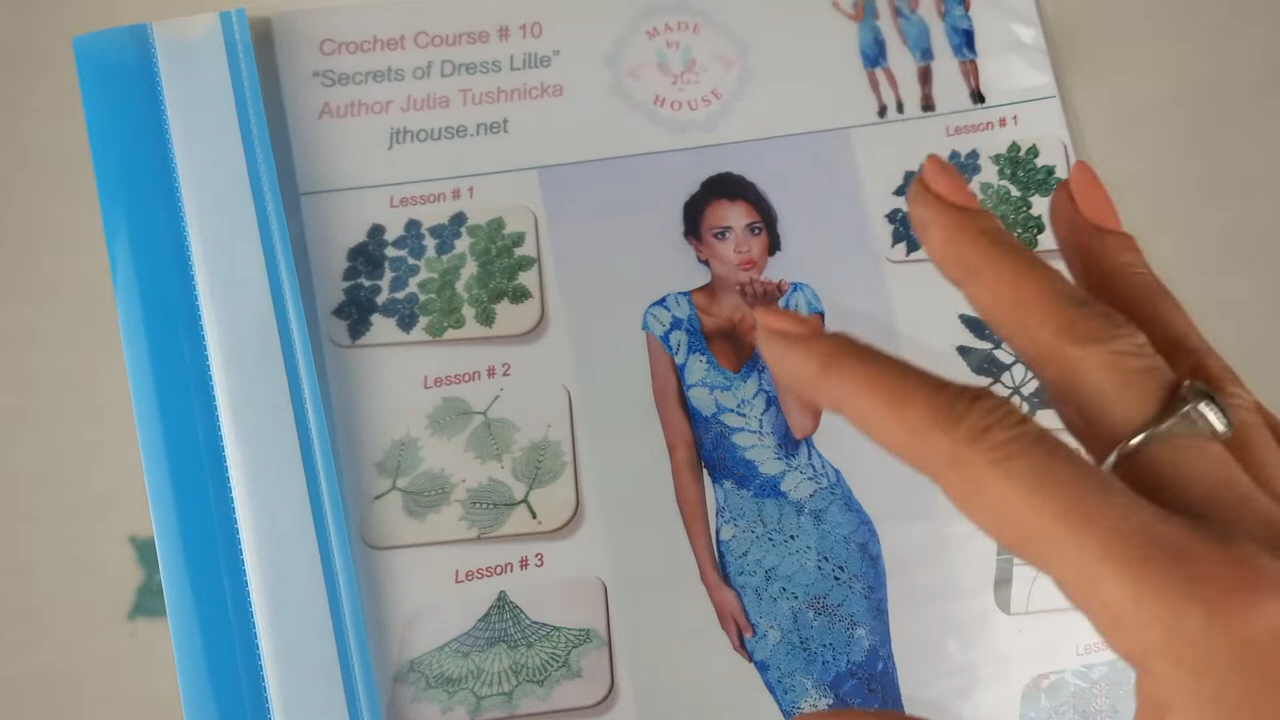 Crochet Course # 10
“Secrets of Dress Lille”
Author Julia Tushnicka
jthouse.net
MADE
by
HOUSE
Lesson # 1
Lesson # 1
Lesson # 2
Lesson # 3